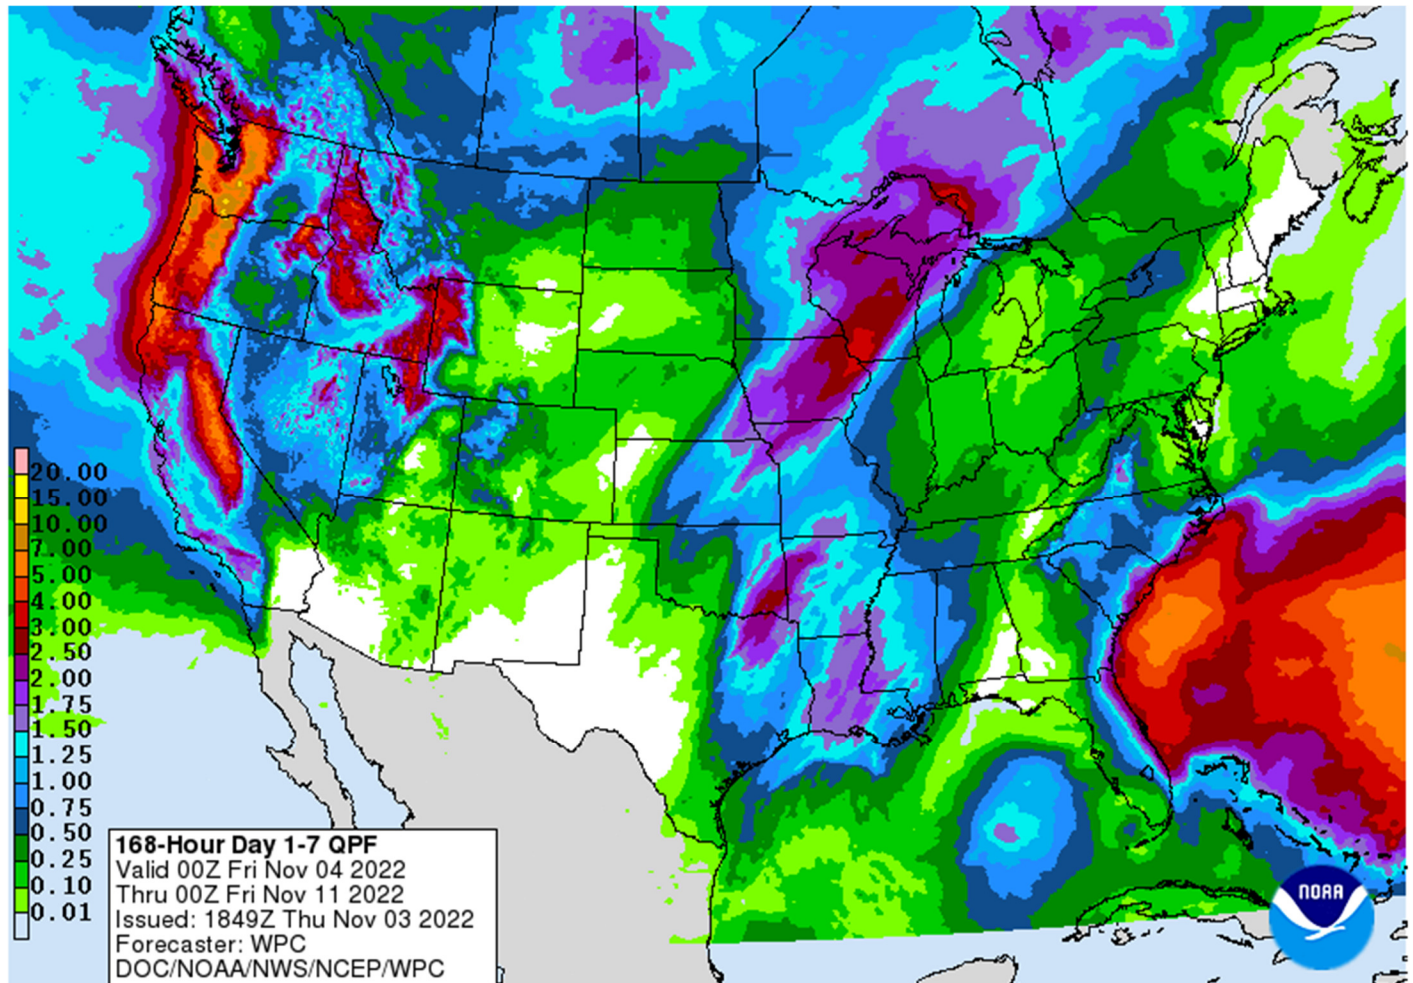 20.00
15.00
10.00
7.00
5.00
4.00
3.00
2.50
2.00
1.75
1.50
1.25
1.00
0.75
0.50
0.25
0.10
0.01
168-Hour Day 1-7 QPF
Valid 00Z Fri Nov 04 2022
Thru 00Z Fri Nov 11 2022
Issued: 1849Z Thu Nov 03 2022
Forecaster: WPC
DOC/NOAA/NWS/NCEP/WPC
NOAA